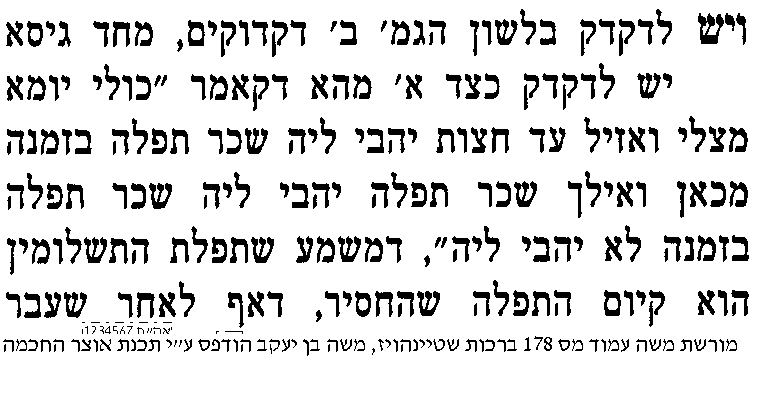 ויש לדקדק בלשון הגמ׳ ב׳ דקדוקים, מחד גיסא
יש לדקדק כצד א׳ מהא דקאמר ״כולי יומא
מצלי ואזיל עד חצות יהבי ליה שכר תפלה בזמנה
מכאן ואילך שכר תפלה יהבי ליה שכר תפלה
בזמנה לא יהבי ליה״, דמשמע שתפלת התשלומין
הוא קיום התפלה שהחסיר, דאף לאחר שעבר
1234567
מורשת משה עמוד מס 178 ברכות שטיינהויז, משה בן יעקב הודפס ע״י תכנת אוצר החכמה